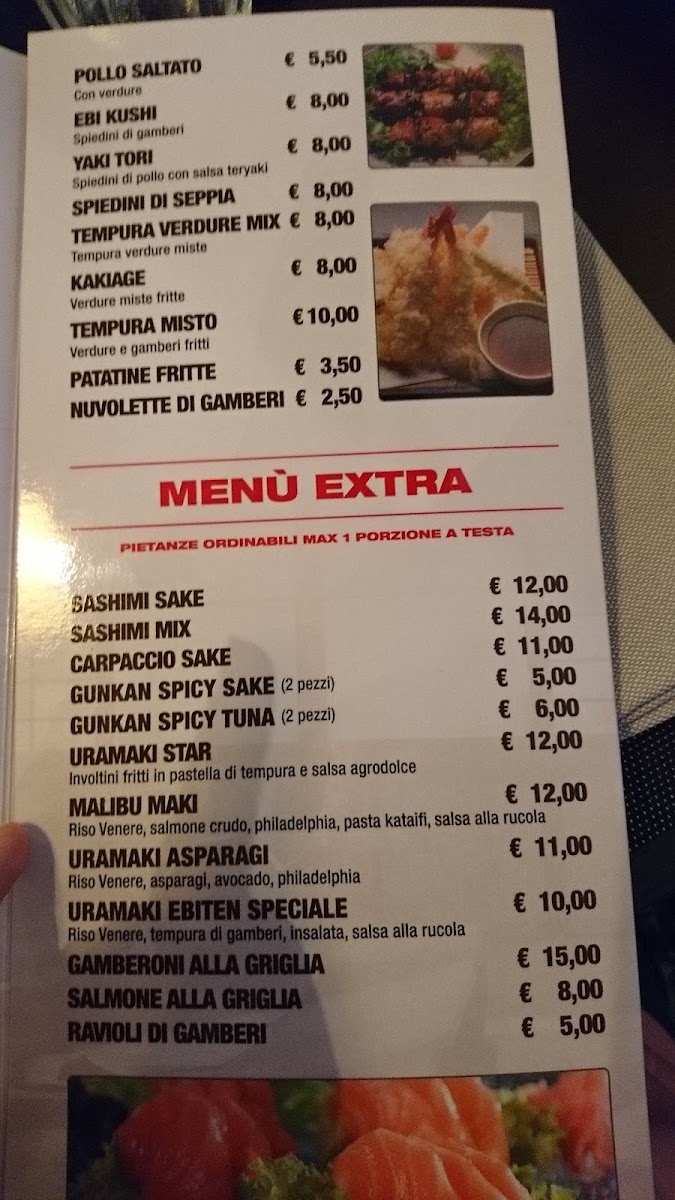 POLLO SALTATO € 5,50
Con verdure
EBI KUSHI € 8,00
Spiedini di gamberi
YAKI TORI € 8,00
Spiedini di pollo con salsa teryaki
SPIEDINI DI SEPPIA € 8,00
TEMPURA VERDURE MIX € 8,00
Tempura verdure miste
KAKIAGE € 8,00
Verdure miste fritte
TEMPURA MISTO € 10,00
Verdure e gamberi fritti
PATATINE FRITTE € 3,50
NUVOLETTE DI GAMBERI € 2,50
MENÙ EXTRA
PIETANZE ORDINABILI MAX 1 PORZIONE A TESTA
SASHIMI SAKE € 12,00
SASHIMI MIX € 14,00
CARPACCIO SAKE € 11,00
GUNKAN SPICY SAKE (2 pezzi) € 5,00
GUNKAN SPICY TUNA (2 pezzi) € 6,00
URAMAKI STAR € 12,00
Involtini fritti in pastella di tempura e salsa agrodolce
MALIBU MAKI € 12,00
Riso Venere, salmone crudo, philadelphia, pasta kataifi, salsa alla rucola
URAMAKI ASPARAGI € 11,00
Riso Venere, asparagi, avocado, philadelphia
URAMAKI EBITEN SPECIALE € 10,00
Riso Venere, tempura di gamberi, insalata, salsa alla rucola
GAMBERONI ALLA GRIGLIA € 15,00
SALMONE ALLA GRIGLIA € 8,00
RAVIOLI DI GAMBERI € 5,00